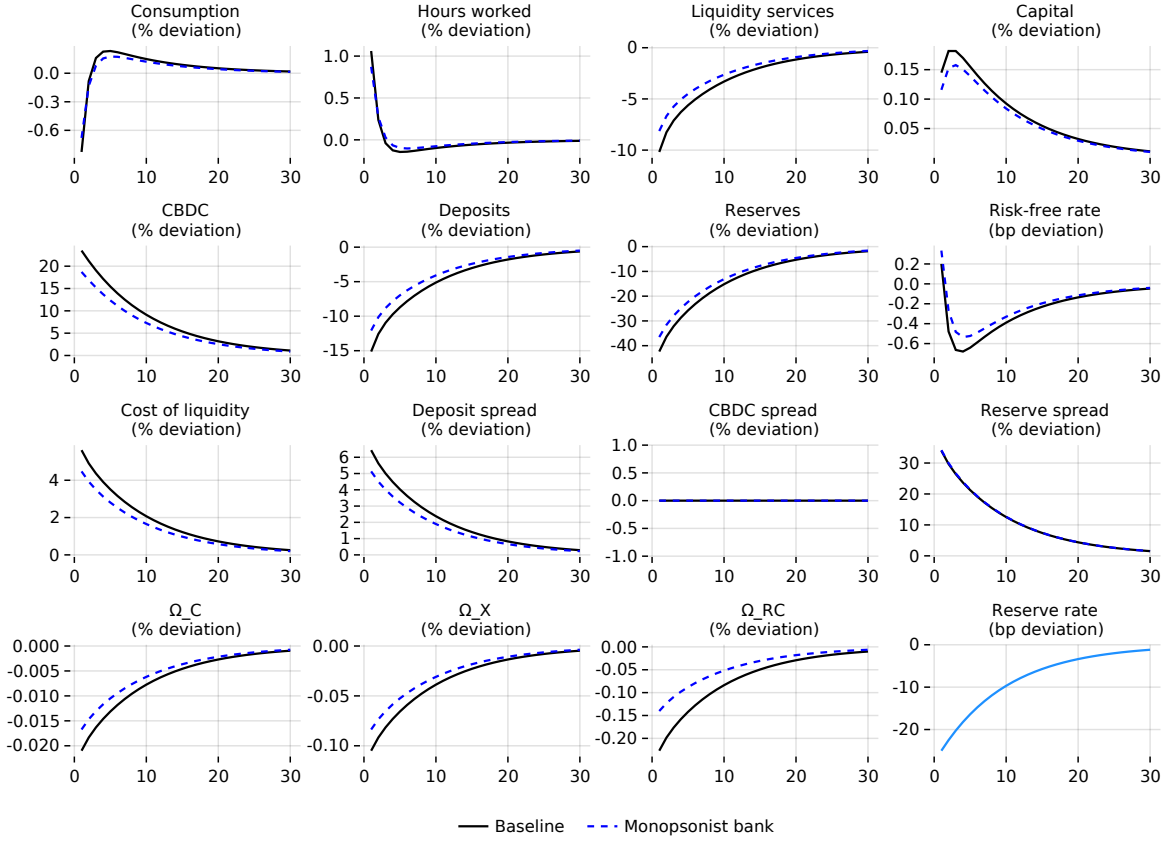 Consumption
(% deviation)
0.0
-0.3
-0.6
0 10 20 30
Hours worked
(% deviation)
1.0
0.5
0.0
0 10 20 30
Liquidity services
(% deviation)
0
-5
-10
0 10 20 30
Capital
(% deviation)
0.15
0.10
0.05
0 10 20 30
CBDC
(% deviation)
20
15
10
5
0
0 10 20 30
Deposits
(% deviation)
0
-5
-10
-15
0 10 20 30
Reserves
(% deviation)
0
-10
-20
-30
-40
0 10 20 30
Risk-free rate
(bp deviation)
0.2
0.0
-0.2
-0.4
-0.6
0 10 20 30
Cost of liquidity
(% deviation)
4
2
0
0 10 20 30
Deposit spread
(% deviation)
6
5
4
3
2
1
0
0 10 20 30
CBDC spread
(% deviation)
1.0
0.5
0.0
-0.5
-1.0
0 10 20 30
Reserve spread
(% deviation)
30
20
10
0
0 10 20 30
Ω_C
(% deviation)
0.000
-0.005
-0.010
-0.015
-0.020
0 10 20 30
Ω_X
(% deviation)
0.00
-0.05
-0.10
0 10 20 30
Ω_RC
(% deviation)
0.00
-0.05
-0.10
-0.15
-0.20
0 10 20 30
Reserve rate
(bp deviation)
0
-10
-20
0 10 20 30
Baseline
Monopsonist bank